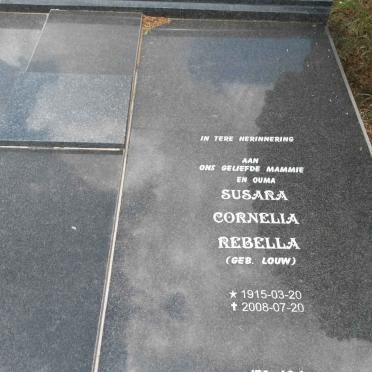 IN TERE HERINNERING
AAN
ONS GELIEFDE MAMMIE
EN OUMA
SUSARA
CORNELIA
REBELLA
(GEB. LOUW)
★ 1915-03-20
✝ 2008-07-20